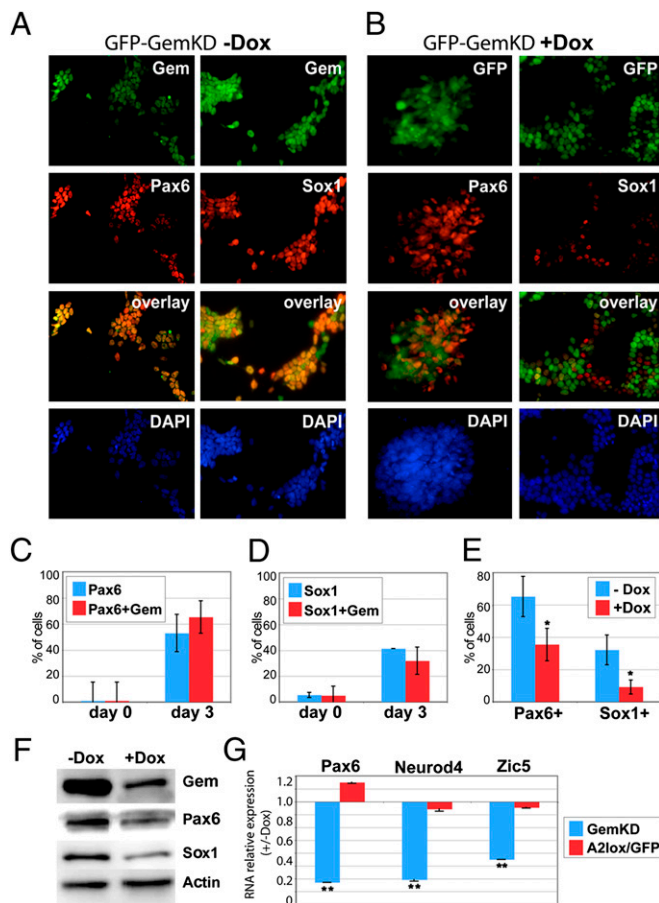 A
B
GFP-GemKD -Dox
GFP-GemKD +Dox
Gem
Gem
GFP
GFP
Pax6
Sox1
Pax6
Sox1
overlay
overlay
overlay
overlay
DAPI
DAPI
DAPI
DAPI
C
D
E
100
80
60
40
20
0
% of cells
Pax6
Pax6+Gem
day 0
day 3
100
80
60
40
20
0
% of cells
Sox1
Sox1+Gem
day 0
day 3
80
60
40
20
0
% of cells
- Dox
+Dox
*
*
Pax6+
Sox1+
F
-Dox
+Dox
Gem
Pax6
Sox1
Actin
G
Pax6
Neurod4
Zic5
RNA relative expression
(+/-Dox)
1.2
1.0
0.8
0.6
0.4
0.2
0
**
**
**
GemKD
A2lox/GFP